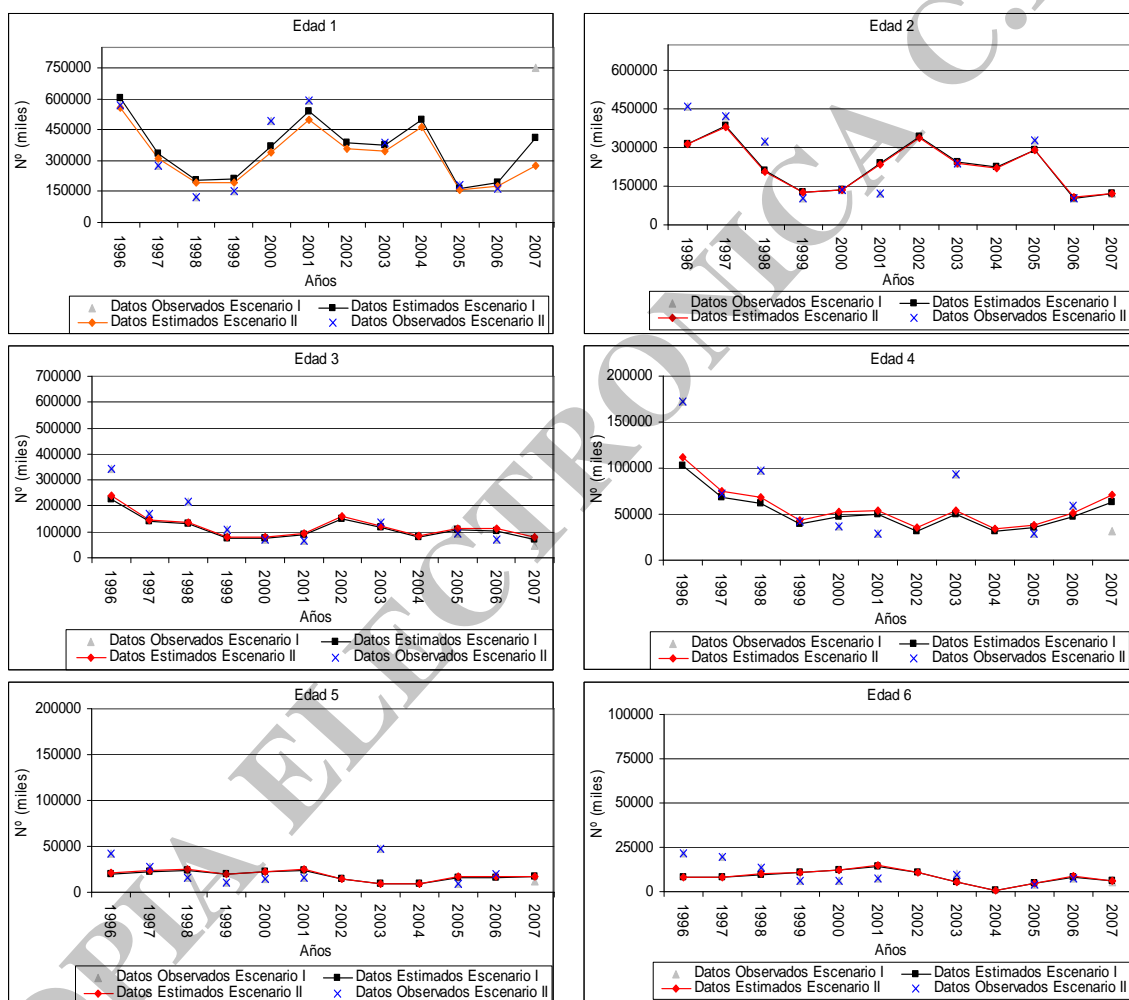 Edad 1
Nº (miles)
750000
600000
450000
300000
150000
0
1996 1997 1998 1999 2000 2001 2002 2003 2004 2005 2006 2007
Años
Datos Observados Escenario I Datos Estimados Escenario I
Datos Estimados Escenario II Datos Observados Escenario II
Edad 2
Nº (miles)
600000
450000
300000
150000
0
1996 1997 1998 1999 2000 2001 2002 2003 2004 2005 2006 2007
Años
Datos Observados Escenario I Datos Estimados Escenario I
Datos Estimados Escenario II Datos Observados Escenario II
Edad 3
Nº (miles)
700000
600000
500000
400000
300000
200000
100000
0
1996 1997 1998 1999 2000 2001 2002 2003 2004 2005 2006 2007
Años
Datos Observados Escenario I Datos Estimados Escenario I
Datos Estimados Escenario II Datos Observados Escenario II
Edad 4
Nº (miles)
200000
150000
100000
50000
0
1996 1997 1998 1999 2000 2001 2002 2003 2004 2005 2006 2007
Años
Datos Observados Escenario I Datos Estimados Escenario I
Datos Estimados Escenario II Datos Observados Escenario II
Edad 5
Nº (miles)
200000
150000
100000
50000
0
1996 1997 1998 1999 2000 2001 2002 2003 2004 2005 2006 2007
Años
Datos Observados Escenario I Datos Estimados Escenario I
Datos Estimados Escenario II Datos Observados Escenario II
Edad 6
Nº (miles)
100000
75000
50000
25000
0
1996 1997 1998 1999 2000 2001 2002 2003 2004 2005 2006 2007
Años
Datos Observados Escenario I Datos Estimados Escenario I
Datos Estimados Escenario II Datos Observados Escenario II
OPIA ELECTRONICA C.